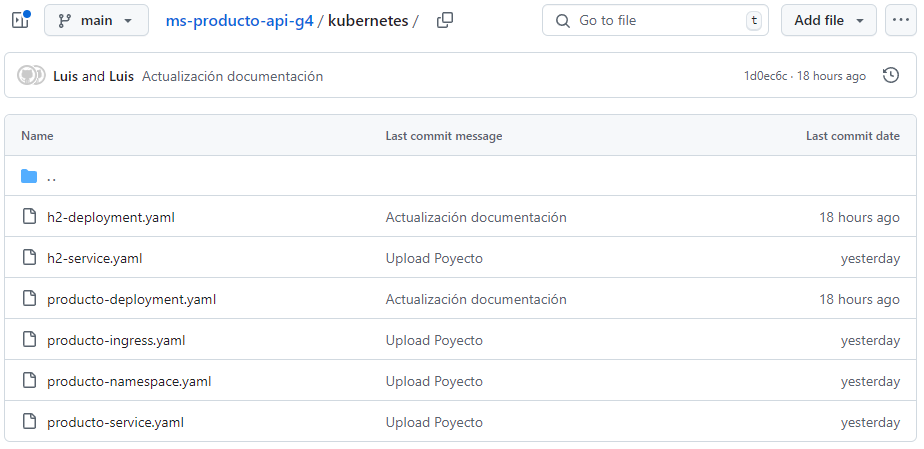 main ms-producto-api-g4 / kubernetes / Go to file t Add file
Luis and Luis Actualización documentación 1d0ec6c · 18 hours ago
Name Last commit message Last commit date
..
h2-deployment.yaml Actualización documentación 18 hours ago
h2-service.yaml Upload Poyecto yesterday
producto-deployment.yaml Actualización documentación 18 hours ago
producto-ingress.yaml Upload Poyecto yesterday
producto-namespace.yaml Upload Poyecto yesterday
producto-service.yaml Upload Poyecto yesterday